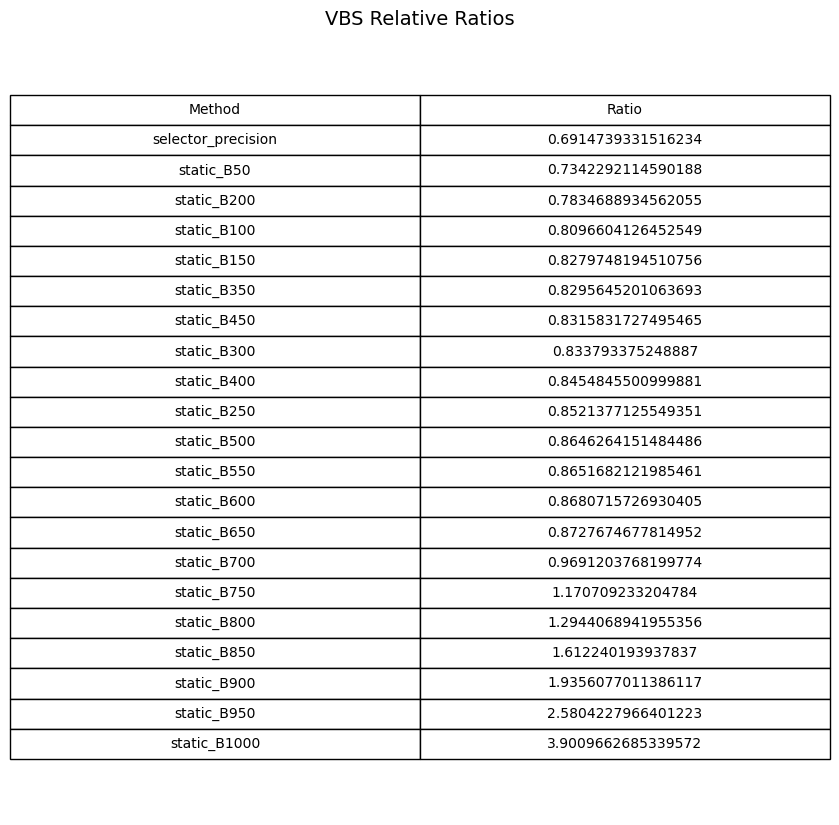 VBS Relative Ratios
Method Ratio
selector_precision 0.6914739331516234
static_B50 0.7342292114590188
static_B200 0.7834688934562055
static_B100 0.8096604126452549
static_B150 0.8279748194510756
static_B350 0.8295645201063693
static_B450 0.8315831727495465
static_B300 0.833793375248887
static_B400 0.8454845500999881
static_B250 0.8521377125549351
static_B500 0.8646264151484486
static_B550 0.8651682121985461
static_B600 0.8680715726930405
static_B650 0.8727674677814952
static_B700 0.9691203768199774
static_B750 1.170709233204784
static_B800 1.2944068941955356
static_B850 1.612240193937837
static_B900 1.9356077011386117
static_B950 2.5804227966401223
static_B1000 3.9009662685339572